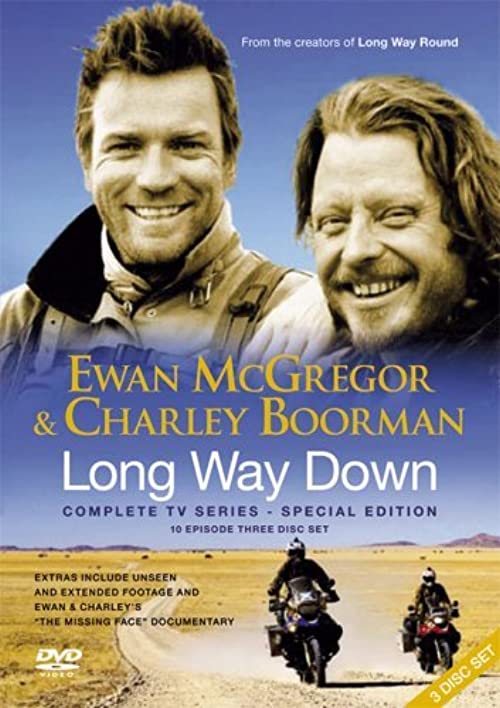 From the creators of Long Way Round
EWAN MCGREGOR
& CHARLEY BOORMAN
Long Way Down
COMPLETE TV SERIES - SPECIAL EDITION
10 EPISODE THREE DISC SET
EXTRAS INCLUDE UNSEEN
AND EXTENDED FOOTAGE AND
EWAN & CHARLEY'S
"THE MISSING FACE" DOCUMENTARY
DVD
VIDEO
3 DISC SET